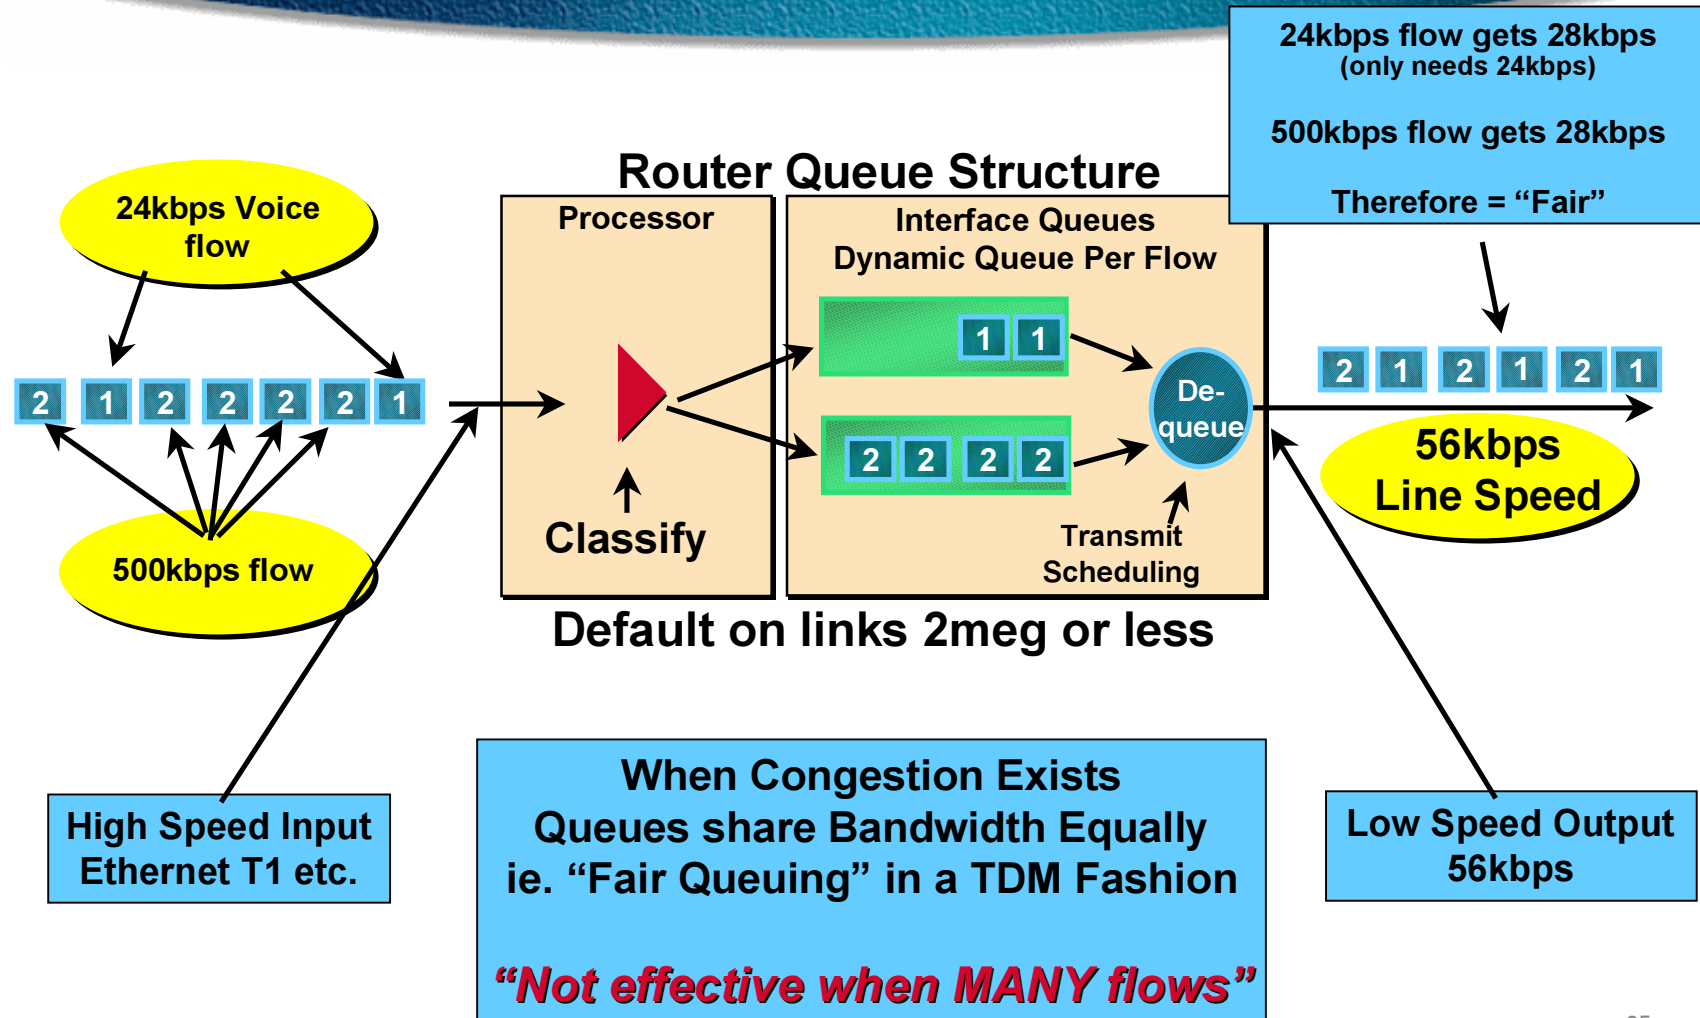 24kbps flow gets 28kbps
(only needs 24kbps)
500kbps flow gets 28kbps
Therefore = “Fair”
Router Queue Structure
24kbps Voice
flow
Processor
Interface Queues
Dynamic Queue Per Flow
1 1
2 1 2 2 2 2 1
De-
queue
2 1 2 1 2 1
2 2 2 2
56kbps
Line Speed
Classify
Transmit
Scheduling
500kbps flow
Default on links 2meg or less
High Speed Input
Ethernet T1 etc.
When Congestion Exists
Queues share Bandwidth Equally
ie. “Fair Queuing” in a TDM Fashion
“Not effective when MANY flows”
Low Speed Output
56kbps